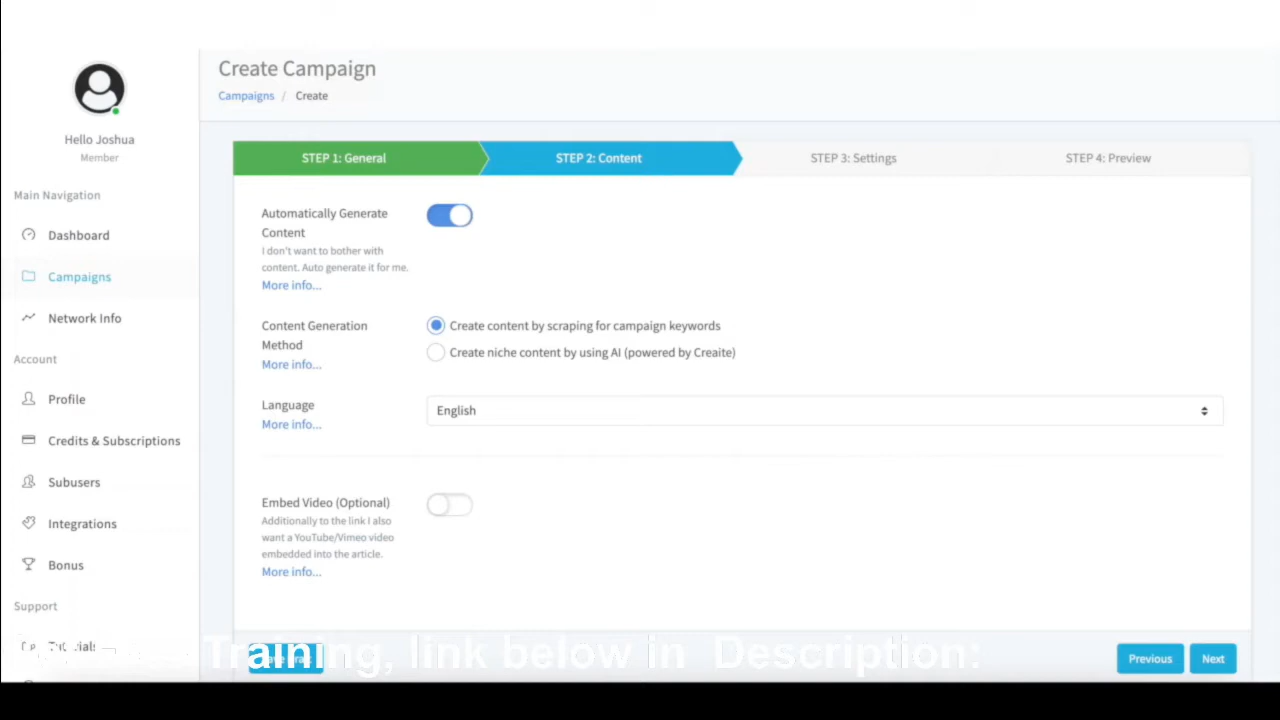 Create Campaign
Campaigns / Create
Hello Joshua
Member
Main Navigation
Dashboard
Campaigns
Network Info
Account
Profile
Credits & Subscriptions
Subusers
Integrations
Bonus
Support
Tutorials
STEP 1: General
STEP 2: Content
STEP 3: Settings
STEP 4: Preview
Automatically Generate
Content
I don't want to bother with
content. Auto generate it for me.
More info...
Content Generation
Method
More info...
Create content by scraping for campaign keywords
Create niche content by using AI (powered by Creaite)
Language
More info...
English
Embed Video (Optional)
Additionally to the link I also
want a YouTube/Vimeo video
embedded into the article.
More info...
Training, link below in Description:
Previous
Next